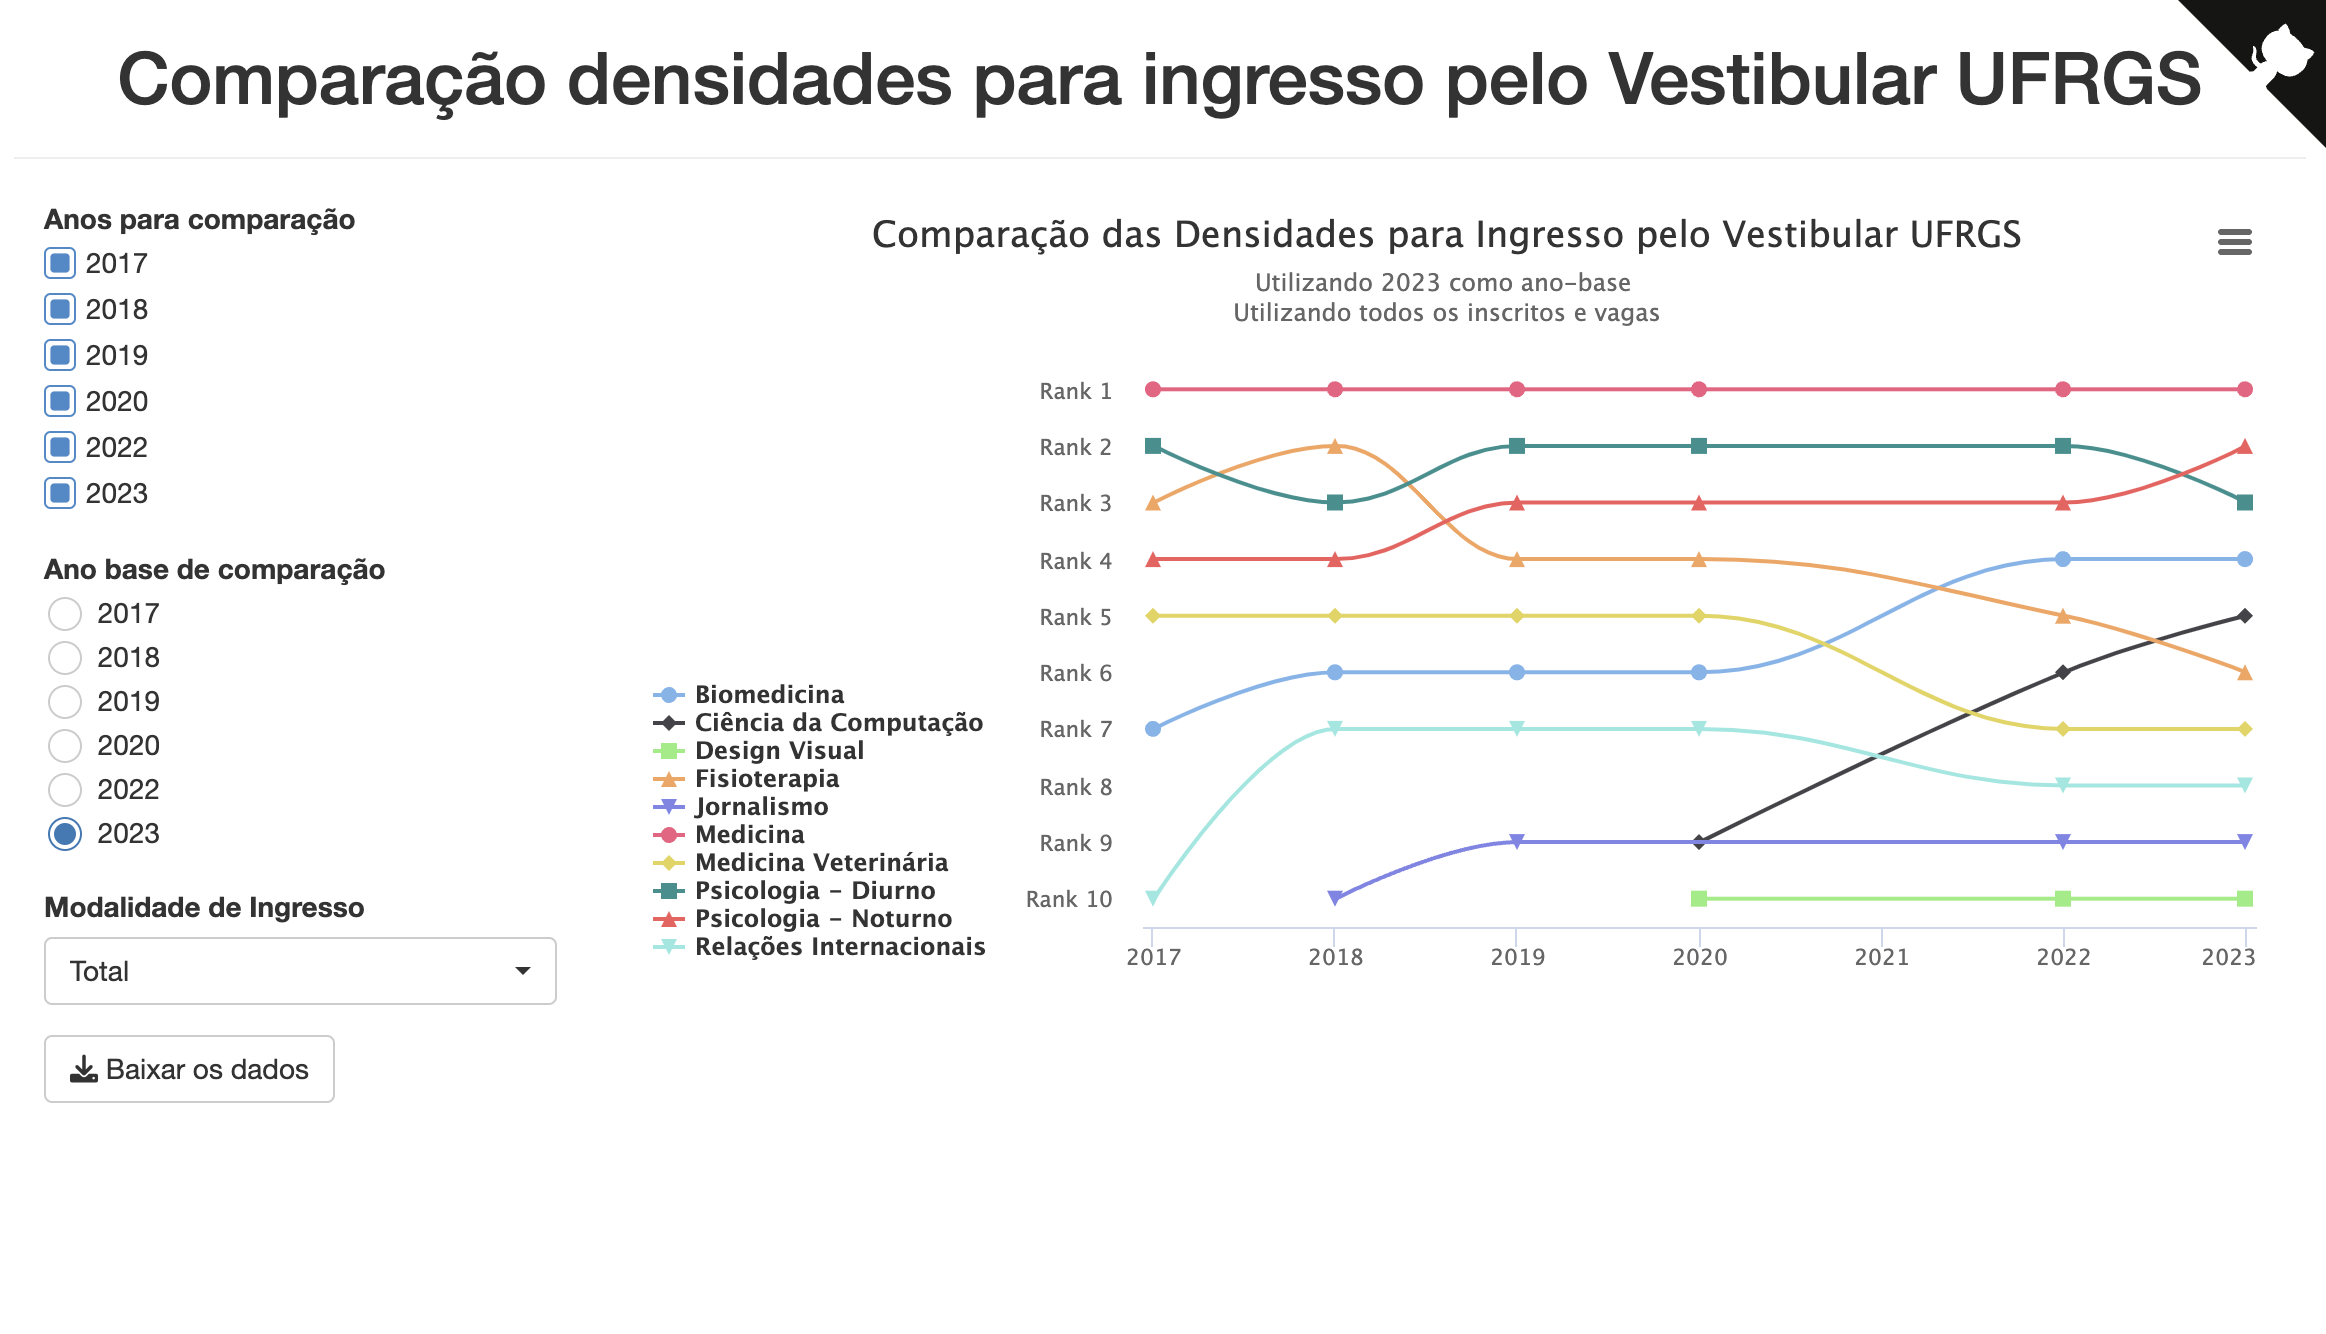 Comparação densidades para ingresso pelo Vestibular UFRGS
Anos para comparação
2017
2018
2019
2020
2022
2023
Ano base de comparação
2017
2018
2019
2020
2022
2023
Modalidade de Ingresso
Total
Baixar os dados
Comparação das Densidades para Ingresso pelo Vestibular UFRGS
Utilizando 2023 como ano-base
Utilizando todos os inscritos e vagas
Biomedicina
Ciência da Computação
Design Visual
Fisioterapia
Jornalismo
Medicina
Medicina Veterinária
Psicologia - Diurno
Psicologia - Noturno
Relações Internacionais
Rank 1
Rank 2
Rank 3
Rank 4
Rank 5
Rank 6
Rank 7
Rank 8
Rank 9
Rank 10
2017 2018 2019 2020 2021 2022 2023